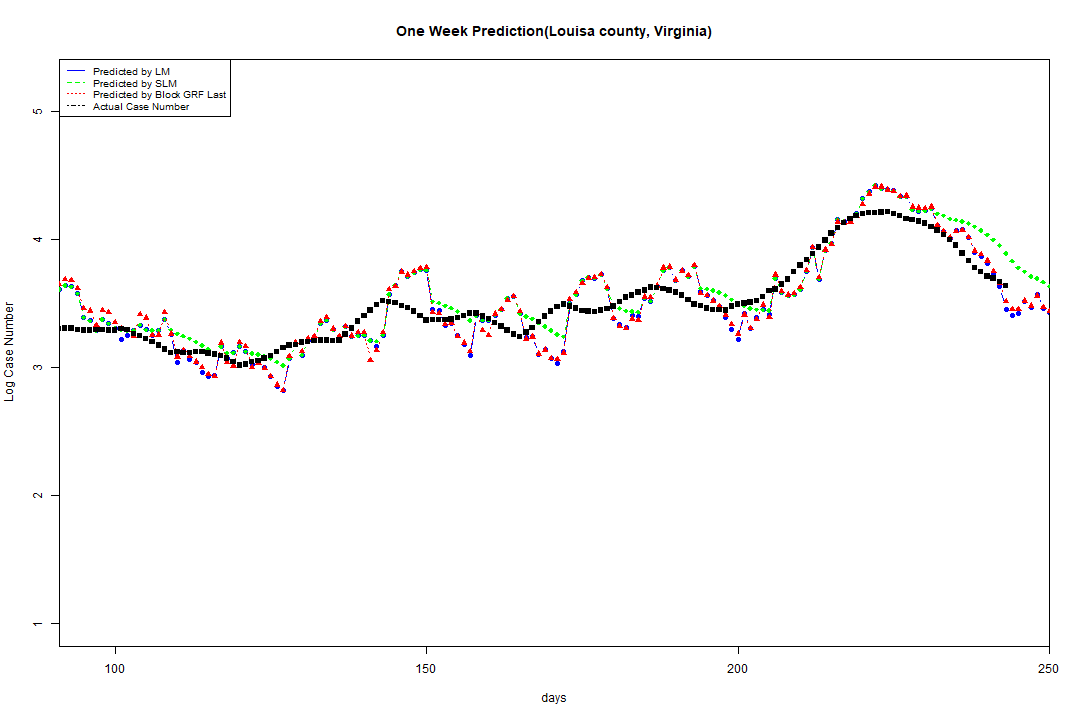 One Week Prediction(Louisa county, Virginia)
Predicted by LM
Predicted by SLM
Predicted by Block GRF Last
Actual Case Number
5
4
3
2
1
Log Case Number
100
150
200
250
days